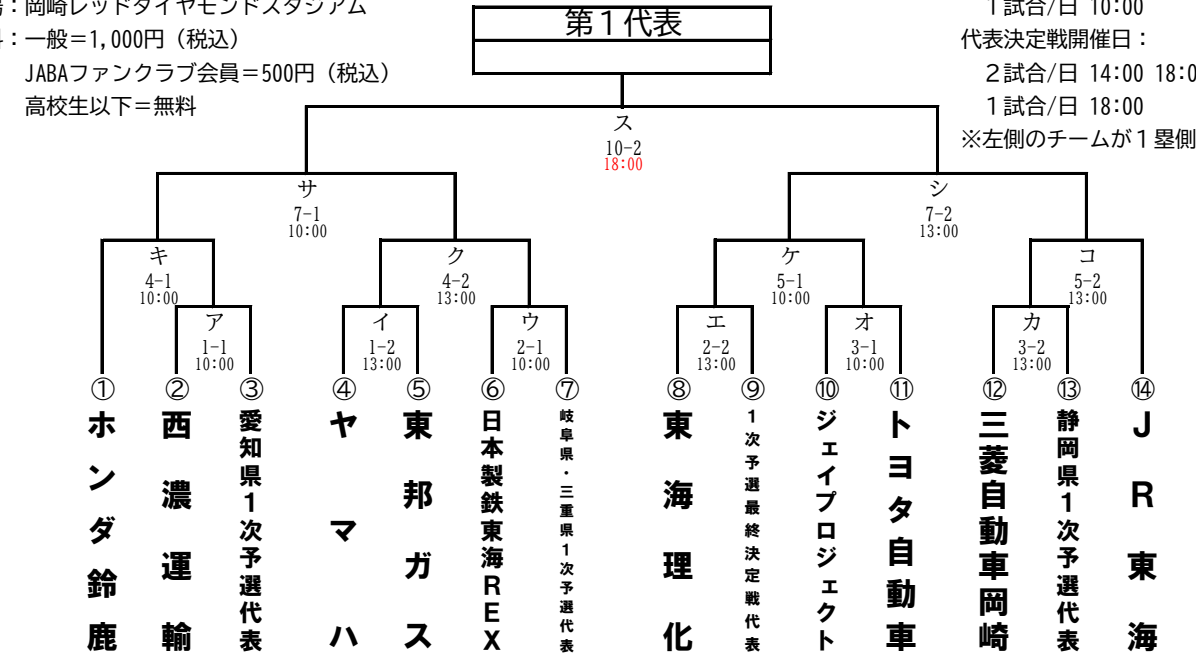 場：岡崎レッドダイヤモンドスタジアム
料：一般＝1,000円（税込）
JABAファンクラブ会員＝500円（税込）
高校生以下＝無料
第１代表
１試合/日 10:00
代表決定戦開催日：
２試合/日 14:00 18:0
１試合/日 18:00
※左側のチームが１塁側
ス
10-2
18:00
サ
7-1
10:00
シ
7-2
13:00
キ
4-1
10:00
ク
4-2
13:00
ケ
5-1
10:00
コ
5-2
13:00
ア
1-1
10:00
イ
1-2
13:00
ウ
2-1
10:00
エ
2-2
13:00
オ
3-1
10:00
カ
3-2
13:00
①
ホンダ鈴鹿
②
西濃運輸
③
愛知県１次予選代表
④
ヤマハ
⑤
東邦ガス
⑥
日本製鉄東海ＲＥＸ
⑦
岐阜県・三重県１次予選代表
⑧
東海理化
⑨
１次予選最終決定戦代表
⑩
ジェイプロジェクト
⑪
トヨタ自動車
⑫
三菱自動車岡崎
⑬
静岡県１次予選代表
⑭
ＪＲ東海